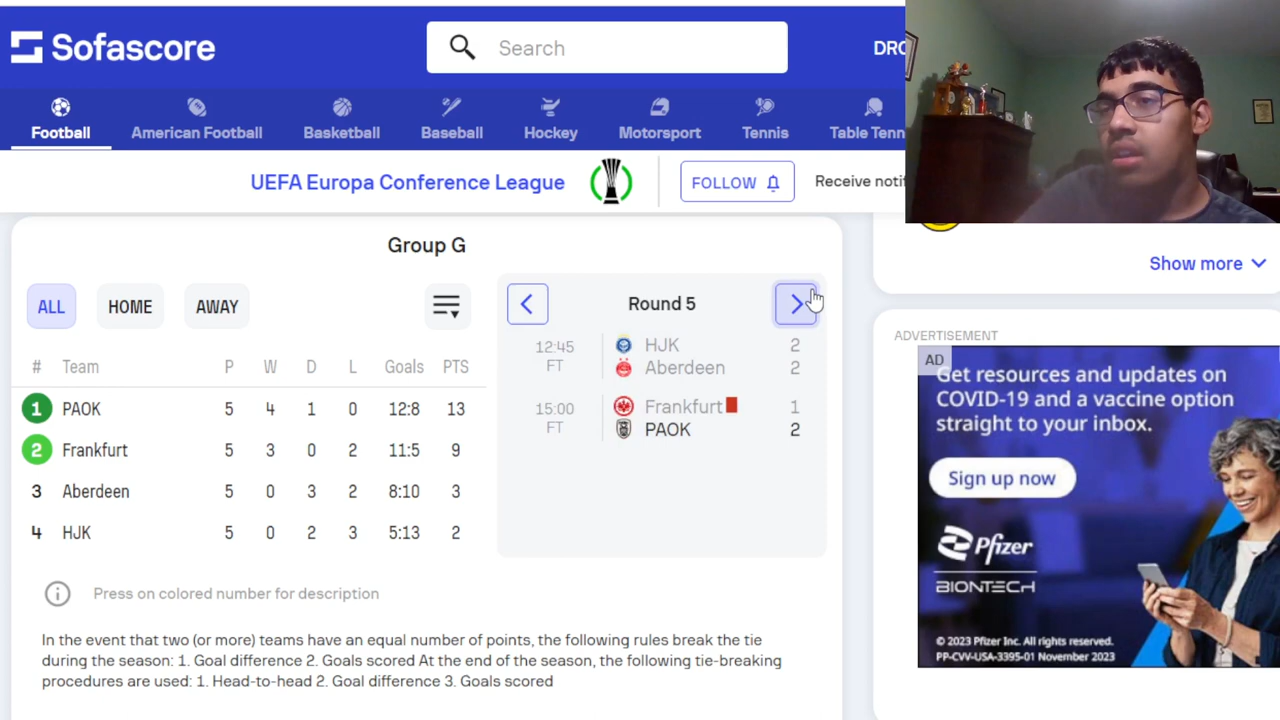 Sofascore
Search
DRO
Football
American Football
Basketball
Baseball
Hockey
Motorsport
Tennis
Table Tenn
UEFA Europa Conference League
FOLLOW
Receive notif
Group G
ALL
HOME
AWAY
# Team P W D L Goals PTS
1 PAOK 5 4 1 0 12:8 13
2 Frankfurt 5 3 0 2 11:5 9
3 Aberdeen 5 0 3 2 8:10 3
4 HJK 5 0 2 3 5:13 2
Press on colored number for description
In the event that two (or more) teams have an equal number of points, the following rules break the tie
during the season: 1. Goal difference 2. Goals scored At the end of the season, the following tie-breaking
procedures are used: 1. Head-to-head 2. Goal difference 3. Goals scored
Round 5
12:45 HJK 2
FT Aberdeen 2
15:00 Frankfurt 1
FT PAOK 2
Show more
ADVERTISEMENT
AD
Get resources and updates on
COVID-19 and a vaccine option
straight to your inbox.
Sign up now
Pfizer
BIONTECH
© 2023 Pfizer Inc. All rights reserved.
PP-CVV-USA-3395-01 November 2023